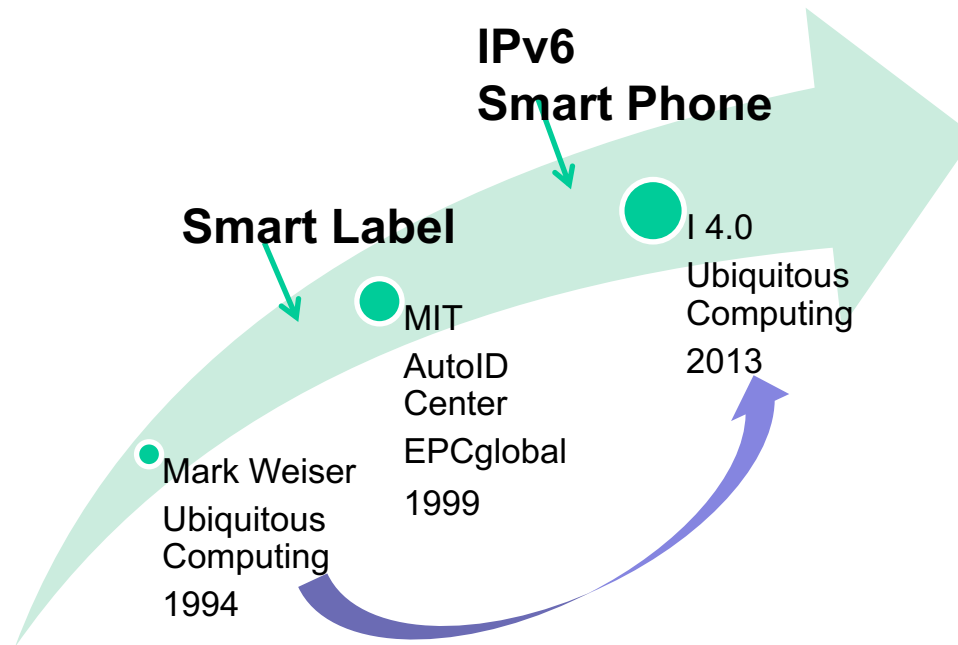 IPv6
Smart Phone
Smart Label
I 4.0
Ubiquitous
Computing
2013
MIT
AutoID
Center
EPCglobal
1999
Mark Weiser
Ubiquitous
Computing
1994